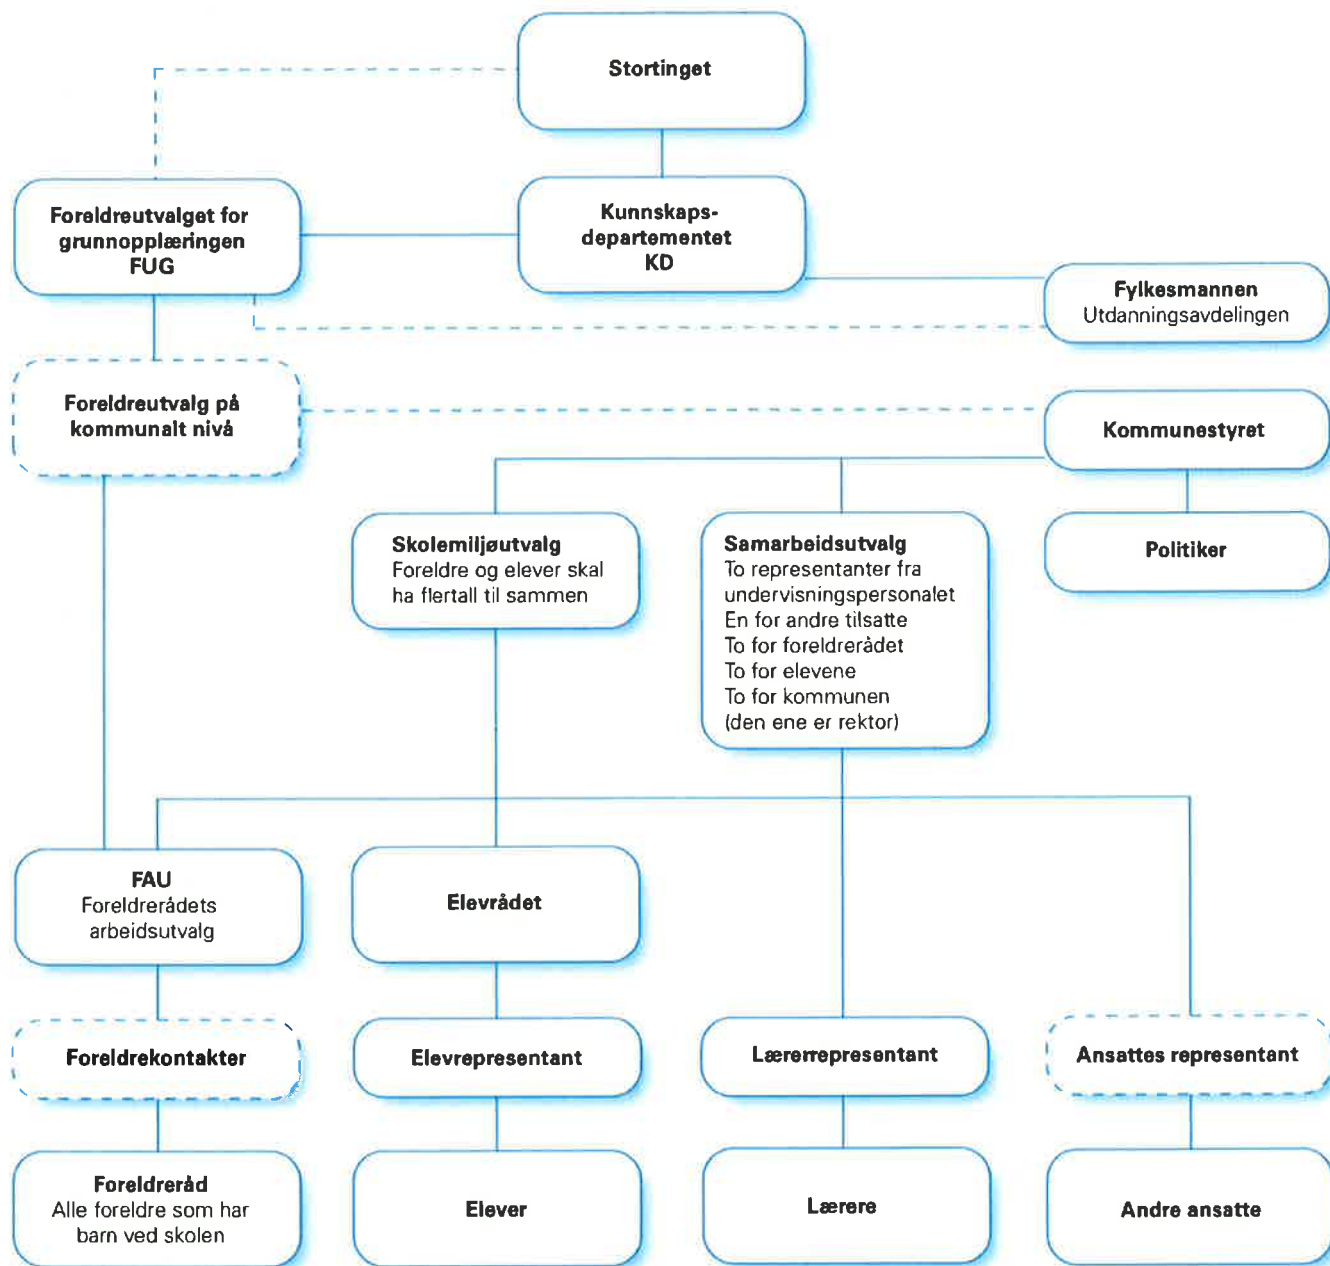 Stortinget
Foreldreutvalget for
grunnopplæringen
FUG
Kunnskaps-
departementet
KD
Fylkesmannen
Utdanningsavdelingen
Foreldreutvalg på
kommunalt nivå
Kommunestyret
Skolemiljøutvalg
Foreldre og elever skal
ha flertall til sammen
Samarbeidsutvalg
To representanter fra
undervisningspersonalet
En for andre tilsatte
To for foreldrerådet
To for elevene
To for kommunen
(den ene er rektor)
Politiker
FAU
Foreldrerådets
arbeidsutvalg
Elevrådet
Foreldrekontakter
Elevrepresentant
Lærerrepresentant
Ansattes representant
Foreldreråd
Alle foreldre som har
barn ved skolen
Elever
Lærere
Andre ansatte